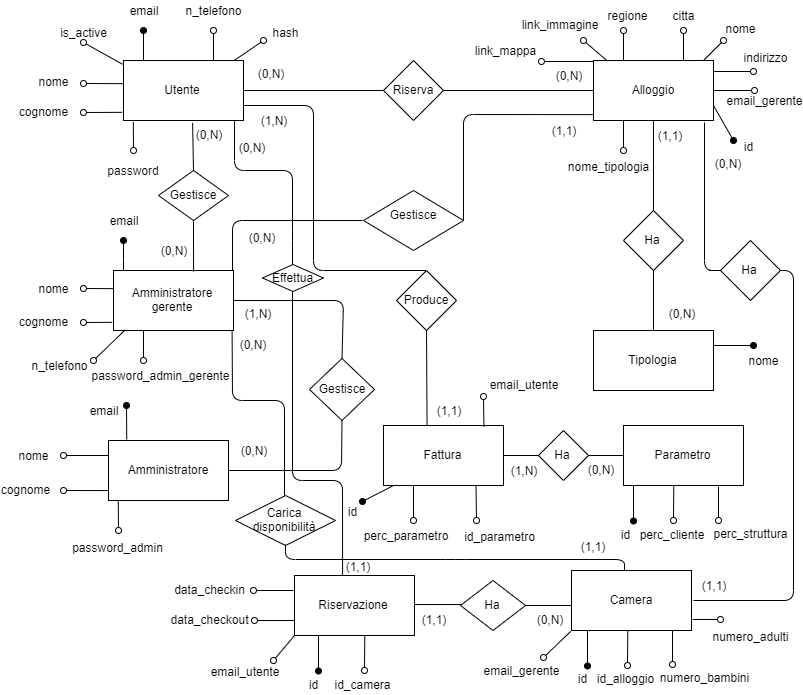 email
n_telefono
is_active
hash
nome
Utente
cognome
password
(0,N)
(1,N)
(0,N)
(0,N)
Riserva
(0,N)
link_immagine
regione
citta
nome
link_mappa
indirizzo
Alloggio
email_gerente
id
nome_tipologia
(1,1)
(1,1)
(0,N)
Gestisce
(0,N)
Gestisce
(0,N)
Effettua
Ha
Ha
(0,N)
Tipologia
nome
email
nome
Amministratore
gerente
cognome
n_telefono
password_admin_gerente
(1,N)
(0,N)
Produce
Gestisce
(1,1)
email_utente
email
nome
Amministratore
cognome
password_admin
(0,N)
Fattura
(1,N)
Ha
(0,N)
Parametro
id
perc_parametro
id_parametro
id
perc_cliente
perc_struttura
Carica
disponibilità
(1,1)
(1,1)
(1,1)
data_checkin
data_checkout
Riservazione
(1,1)
Ha
(0,N)
Camera
email_utente
id
id_camera
email_gerente
id
id_alloggio
numero_bambini
numero_adulti